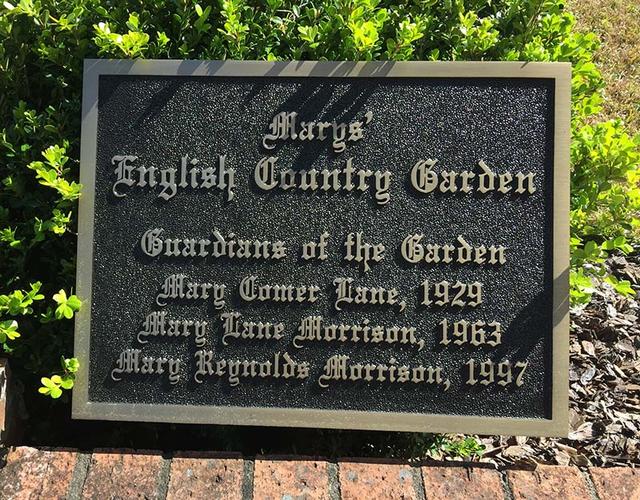 Marys'
English Country Garden
Guardians of the Garden
Mary Comer Lane, 1929
Mary Lane Morrison, 1963
Mary Reynolds Morrison, 1997